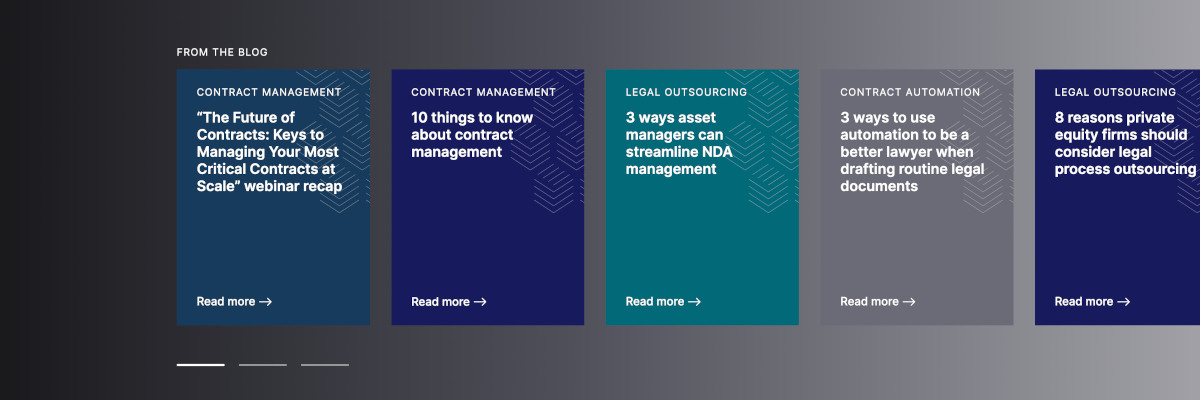 FROM THE BLOG
CONTRACT MANAGEMENT
“The Future of
Contracts: Keys to
Managing Your Most
Critical Contracts at
Scale” webinar recap
Read more →
CONTRACT MANAGEMENT
10 things to know
about contract
management
Read more →
LEGAL OUTSOURCING
3 ways asset
managers can
streamline NDA
management
Read more →
CONTRACT AUTOMATION
3 ways to use
automation to be a
better lawyer when
drafting routine legal
documents
Read more →
LEGAL OUTSOURCING
8 reasons private
equity firms should
consider legal
process outsourcing
Read more →